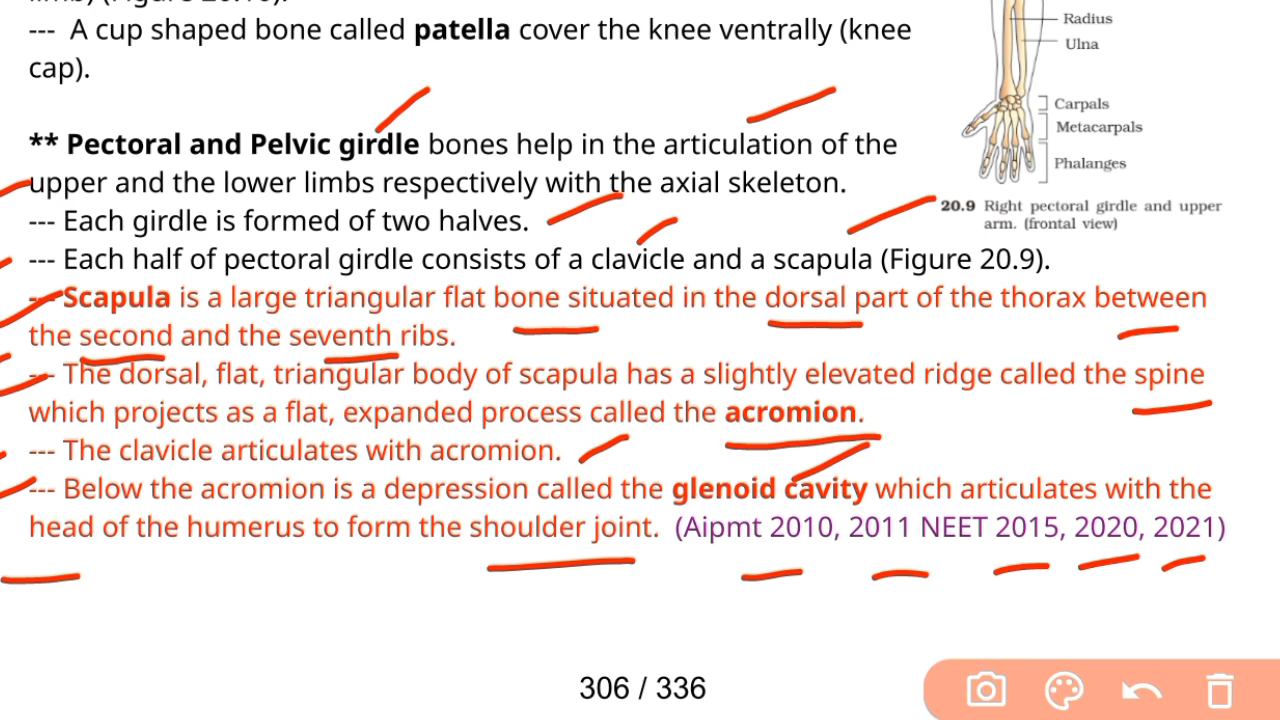 --- A cup shaped bone called patella cover the knee ventrally (knee
cap).
** Pectoral and Pelvic girdle bones help in the articulation of the
upper and the lower limbs respectively with the axial skeleton.
--- Each girdle is formed of two halves.
--- Each half of pectoral girdle consists of a clavicle and a scapula (Figure 20.9).
--- Scapula is a large triangular flat bone situated in the dorsal part of the thorax between
the second and the seventh ribs.
--- The dorsal, flat, triangular body of scapula has a slightly elevated ridge called the spine
which projects as a flat, expanded process called the acromion.
--- The clavicle articulates with acromion.
--- Below the acromion is a depression called the glenoid cavity which articulates with the
head of the humerus to form the shoulder joint. (Aipmt 2010, 2011 NEET 2015, 2020, 2021)
Radius
Ulna
Carpals
Metacarpals
Phalanges
20.9 Right pectoral girdle and upper
arm. (frontal view)
306 / 336